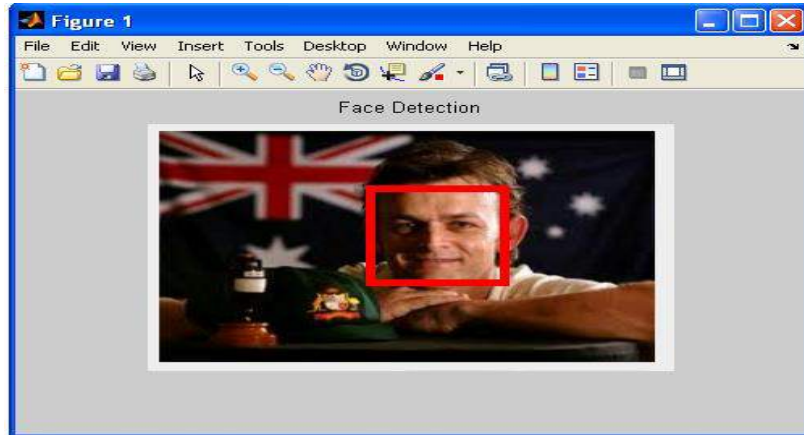 Figure 1
File Edit View Insert Tools Desktop Window Help
Face Detection